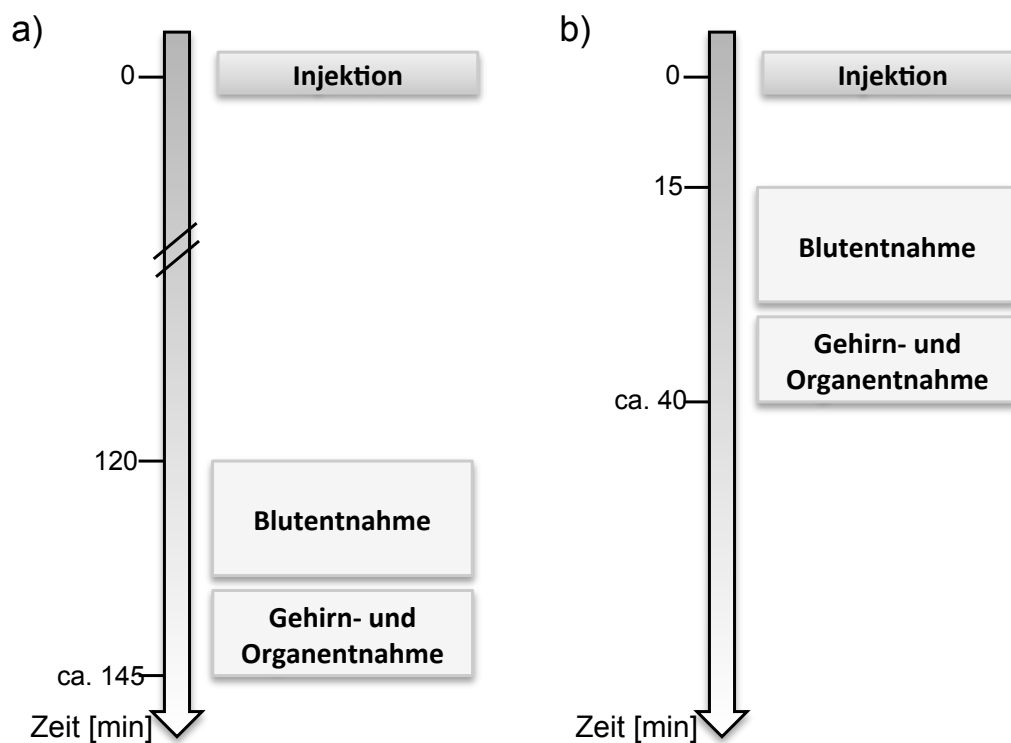 a)
0
Injektion
120
Blutentnahme
Gehirn- und
Organentnahme
ca. 145
Zeit [min]
b)
0
Injektion
15
Blutentnahme
Gehirn- und
Organentnahme
ca. 40
Zeit [min]